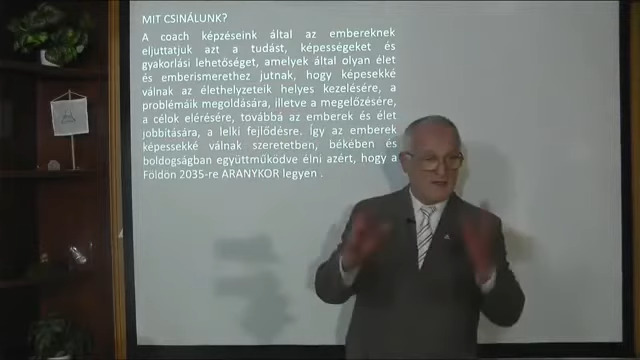 MIT CSINÁLUNK?
A coach képzéseink által az embereknek
eljuttatjuk azt a tudást, képességeket és
gyakorlási lehetőséget, amelyek által olyan élet
és emberismerethez jutnak, hogy képesekké
válnak az élethelyzeteik helyes kezelésére, a
problémáik megoldására, illetve a megelőzésére,
a célok elérésére, továbbá az emberek és élet
jobbítására, a lelki fejlődésre. Így az emberek
képessekké válnak szeretetben, békében és
boldogságban együttműködve élni azért, hogy a
Földön 2035-re ARANYKOR legyen .